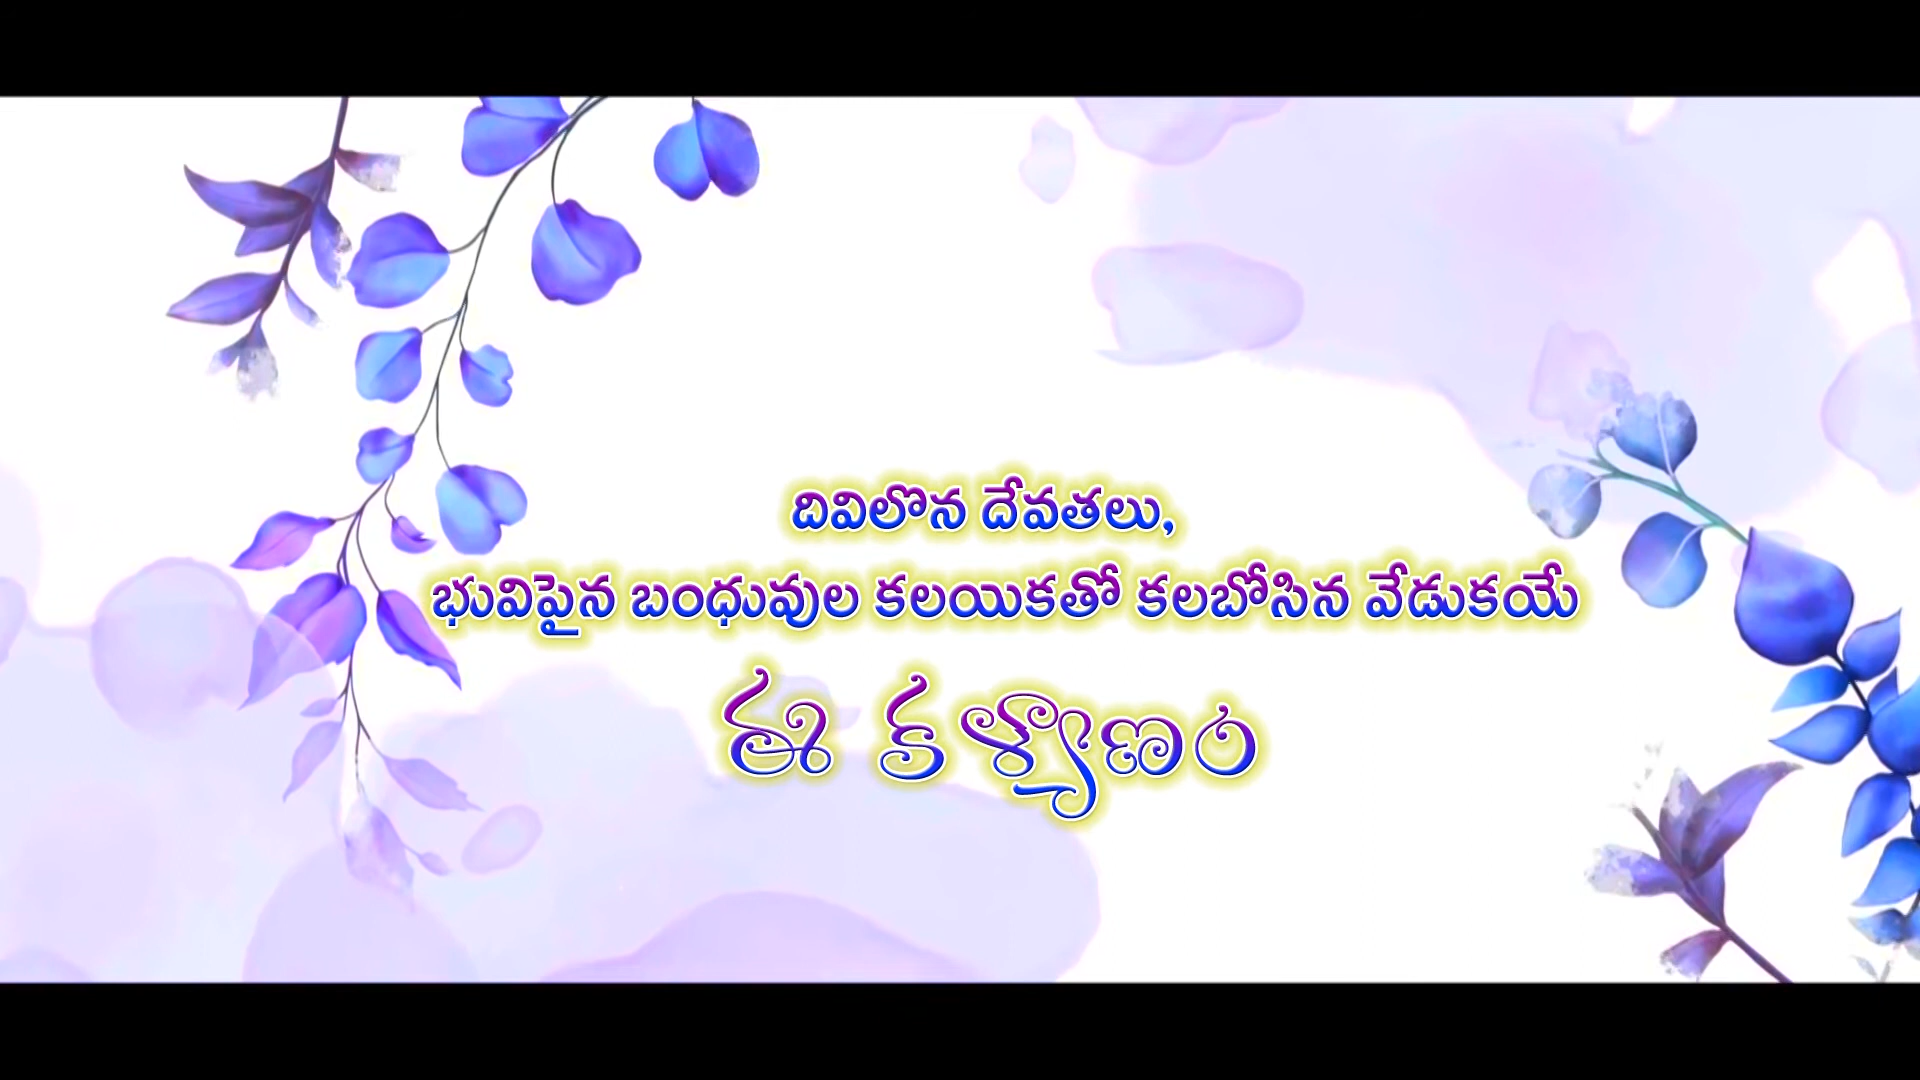 దివిలొన దేవతలు,
భువిపైన బంధువుల కలయికతో కలబోసిన వేడుకయే
ఈ కళ్యాణం